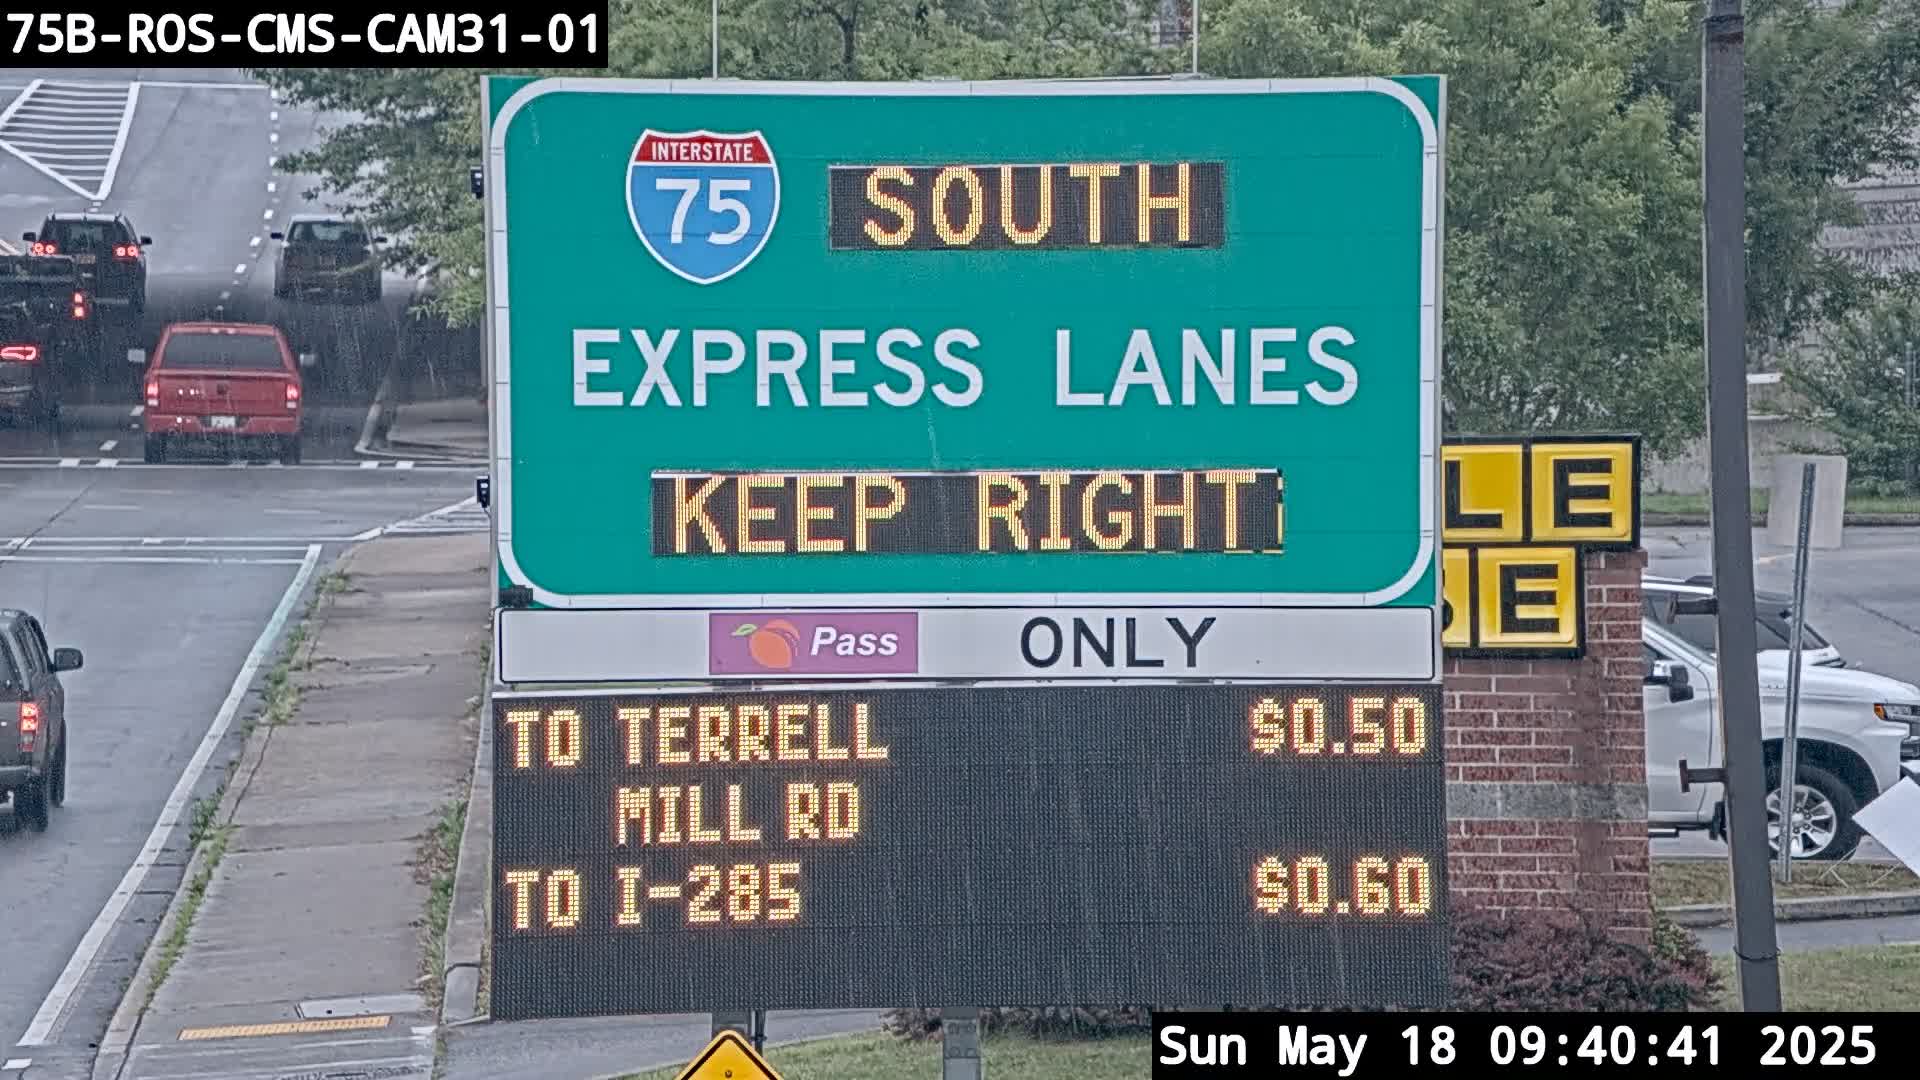 75B-ROS-CMS-CAM31-01
INTERSTATE
75
SOUTH
EXPRESS LANES
KEEP RIGHT
Pass ONLY
TO TERRELL $0.50
MILL RD
TO I-285 $0.60
LE
E
Sun May 18 09:40:41 2025